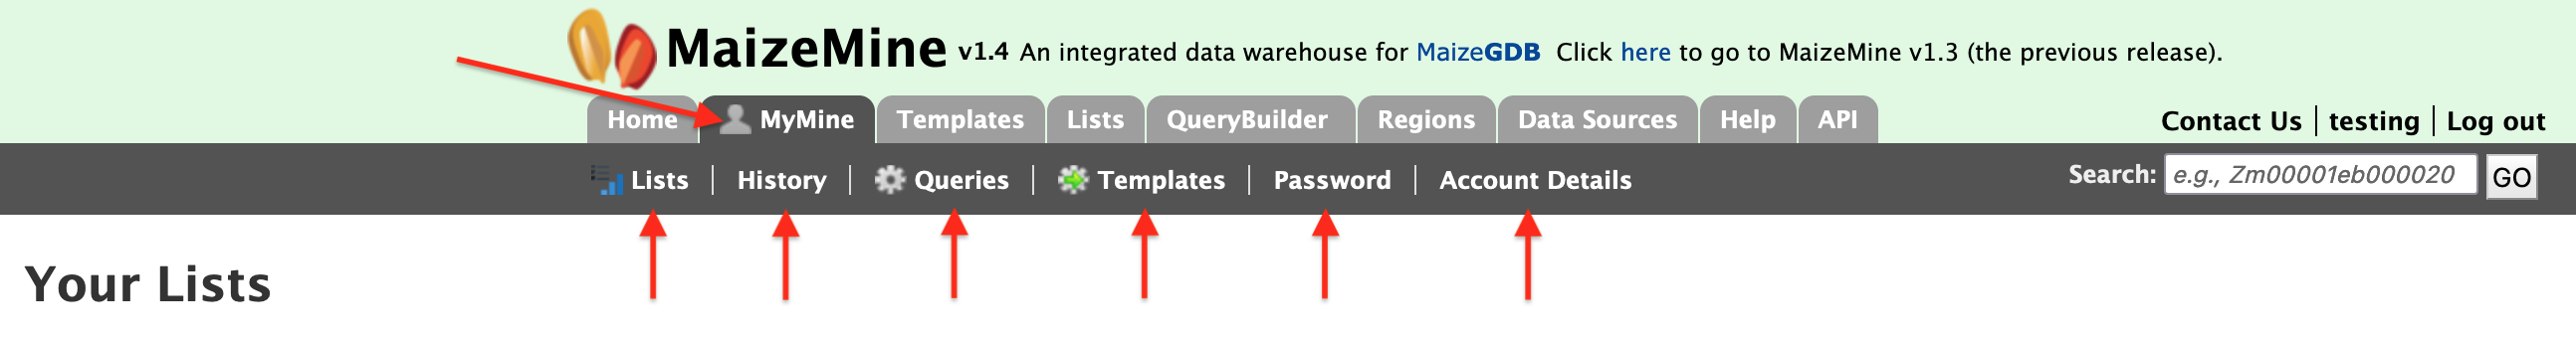 MaizeMine v1.4 An integrated data warehouse for MaizeGDB Click here to go to MaizeMine v1.3 (the previous release).
Home MyMine Templates Lists QueryBuilder Regions Data Sources Help API Contact Us | testing | Log out
Lists | History | Queries | Templates | Password | Account Details Search: e.g., Zm00001eb000020 GO
Your Lists